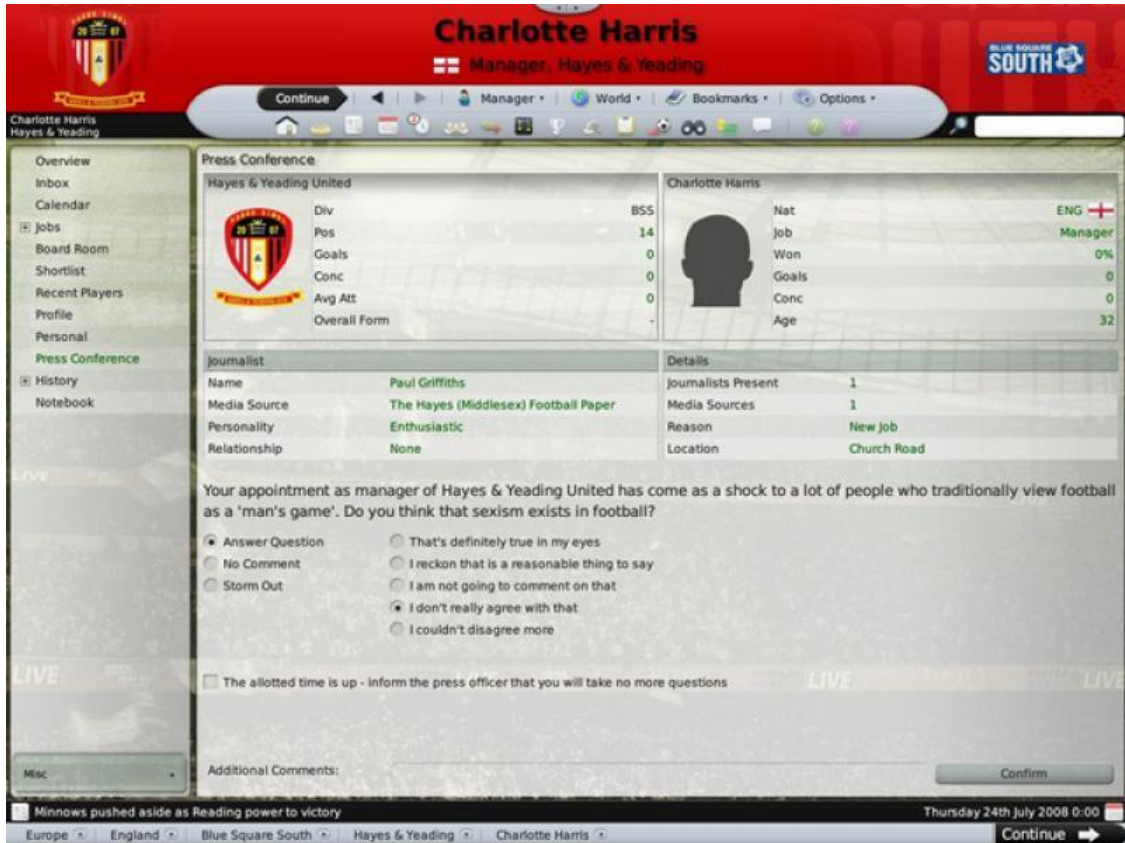 Charlotte Harris
Manager, Hayes & Yeading
BLUE SQUARE
SOUTH
20 07
Continue Manager World Bookmarks Options
Charlotte Harris
Hayes & Yeading
Overview
Inbox
Calendar
Jobs
Board Room
Shortlist
Recent Players
Profile
Personal
Press Conference
History
Notebook
Misc
Press Conference
Hayes & Yeading United
20 07
Div BSS
Pos 14
Goals 0
Conc 0
Avg Att 0
Overall Form -
Charlotte Harris
Nat ENG
Job Manager
Won 0%
Goals 0
Conc 0
Age 32
Journalist
Name Paul Griffiths
Media Source The Hayes (Middlesex) Football Paper
Personality Enthusiastic
Relationship None
Details
Journalists Present 1
Media Sources 1
Reason New Job
Location Church Road
Your appointment as manager of Hayes & Yeading United has come as a shock to a lot of people who traditionally view football
as a 'man's game'. Do you think that sexism exists in football?
Answer Question
No Comment
Storm Out
That's definitely true in my eyes
I reckon that is a reasonable thing to say
I am not going to comment on that
I don't really agree with that
I couldn't disagree more
LIVE
LIVE
LIVE
LIVE
The allotted time is up - inform the press officer that you will take no more questions
Additional Comments:
Confirm
Minnows pushed aside as Reading power to victory
Thursday 24th July 2008 0:00
Europe England Blue Square South Hayes & Yeading Charlotte Harris
Continue